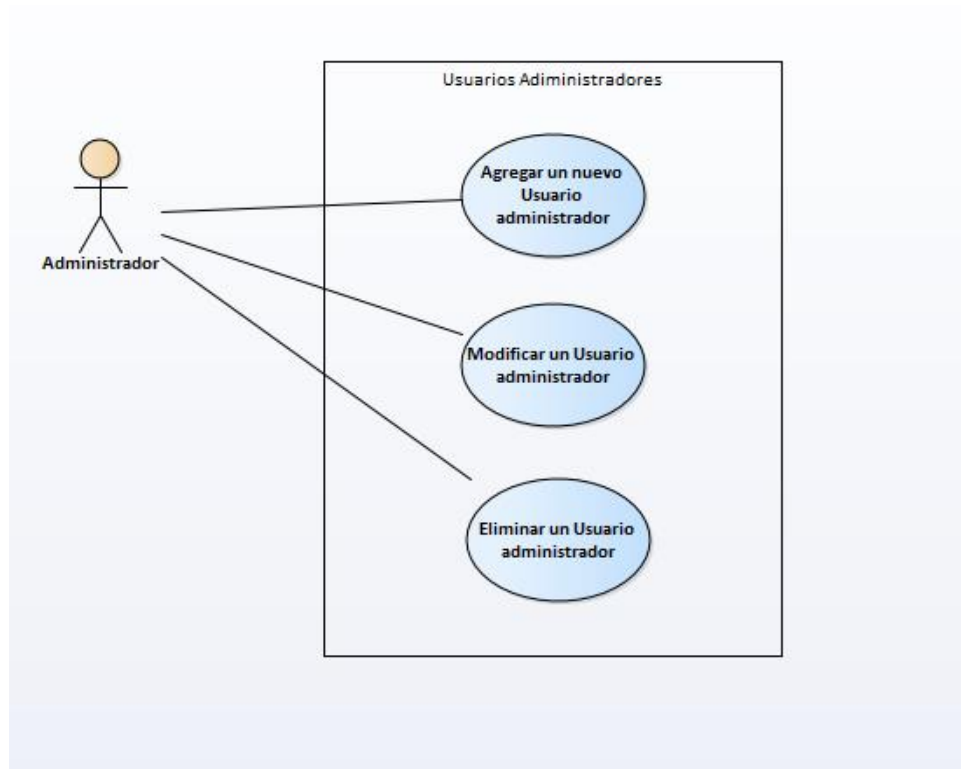 Usuarios Adiministradores
Agregar un nuevo
Usuario
administrador
Administrador
Modificar un Usuario
administrador
Eliminar un Usuario
administrador